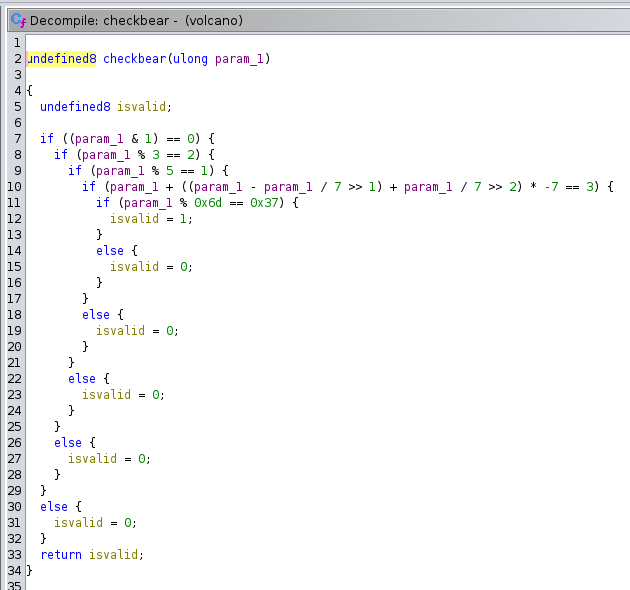 Decompile: checkbear - (volcano)
1
2 undefined8 checkbear(ulong param_1)
3
4 {
5   undefined8 isvalid;
6
7   if ((param_1 & 1) == 0) {
8     if (param_1 % 3 == 2) {
9       if (param_1 % 5 == 1) {
10         if (param_1 + ((param_1 - param_1 / 7 >> 1) + param_1 / 7 >> 2) * -7 == 3) {
11           if (param_1 % 0x6d == 0x37) {
12             isvalid = 1;
13           }
14           else {
15             isvalid = 0;
16           }
17         }
18         else {
19           isvalid = 0;
20         }
21       }
22       else {
23         isvalid = 0;
24       }
25     }
26     else {
27       isvalid = 0;
28     }
29   }
30   else {
31     isvalid = 0;
32   }
33   return isvalid;
34 }
35